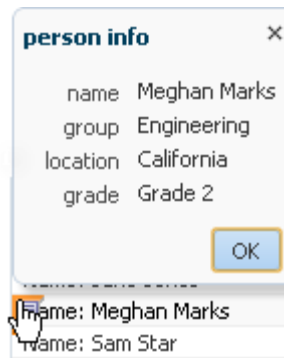 person info
name Meghan Marks
group Engineering
location California
grade Grade 2
OK
Name: Meghan Marks
Name: Sam Star